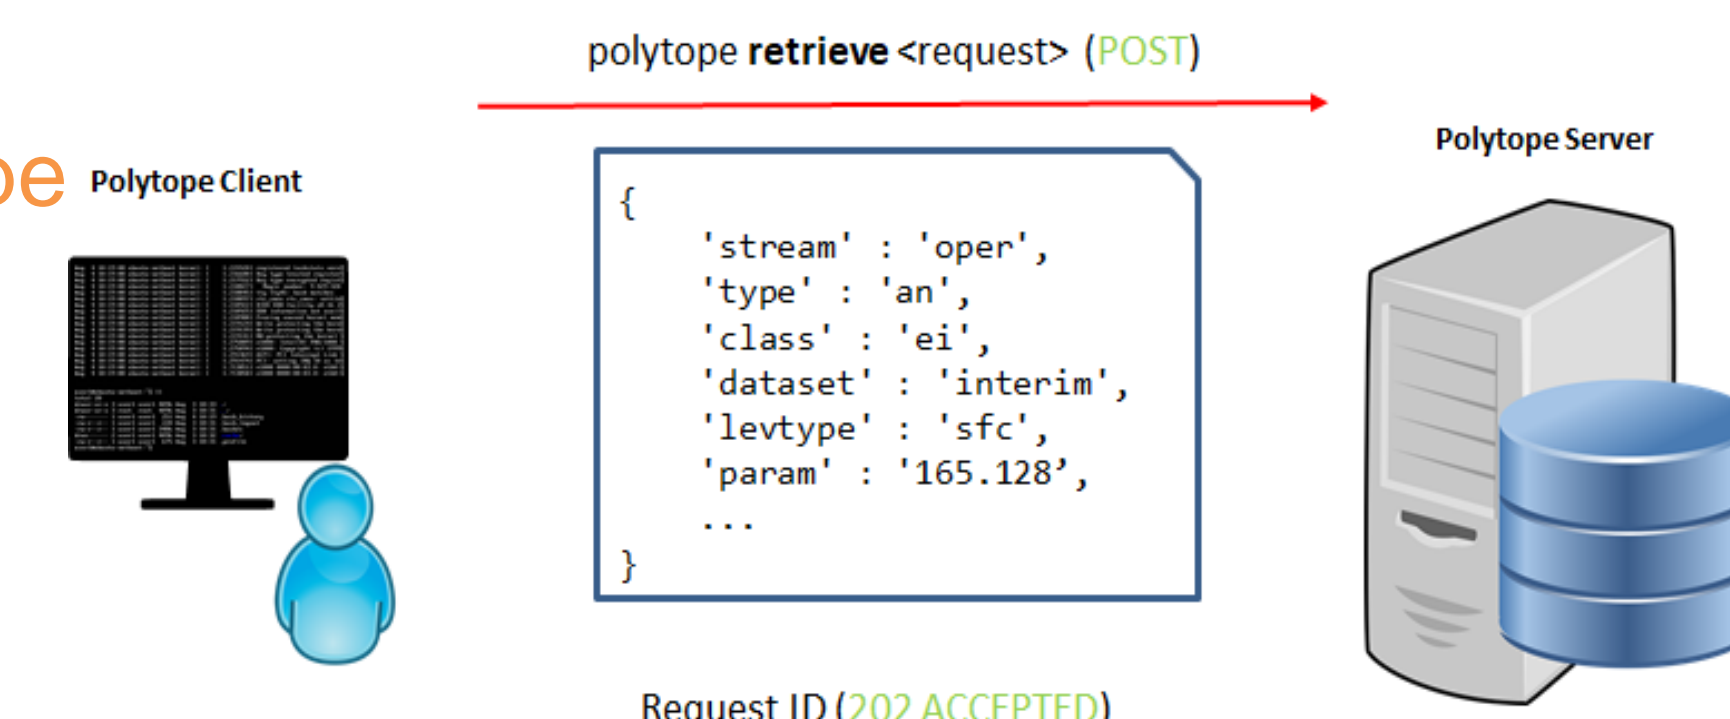 polytope retrieve <request> (POST)
Polytope Server
pe Polytope Client
{
'stream' : 'oper',
'type' : 'an',
'class' : 'ei',
'dataset' : 'interim',
'levtype' : 'sfc',
'param' : '165.128’,
...
}
Request ID (202 ACCEPTED)